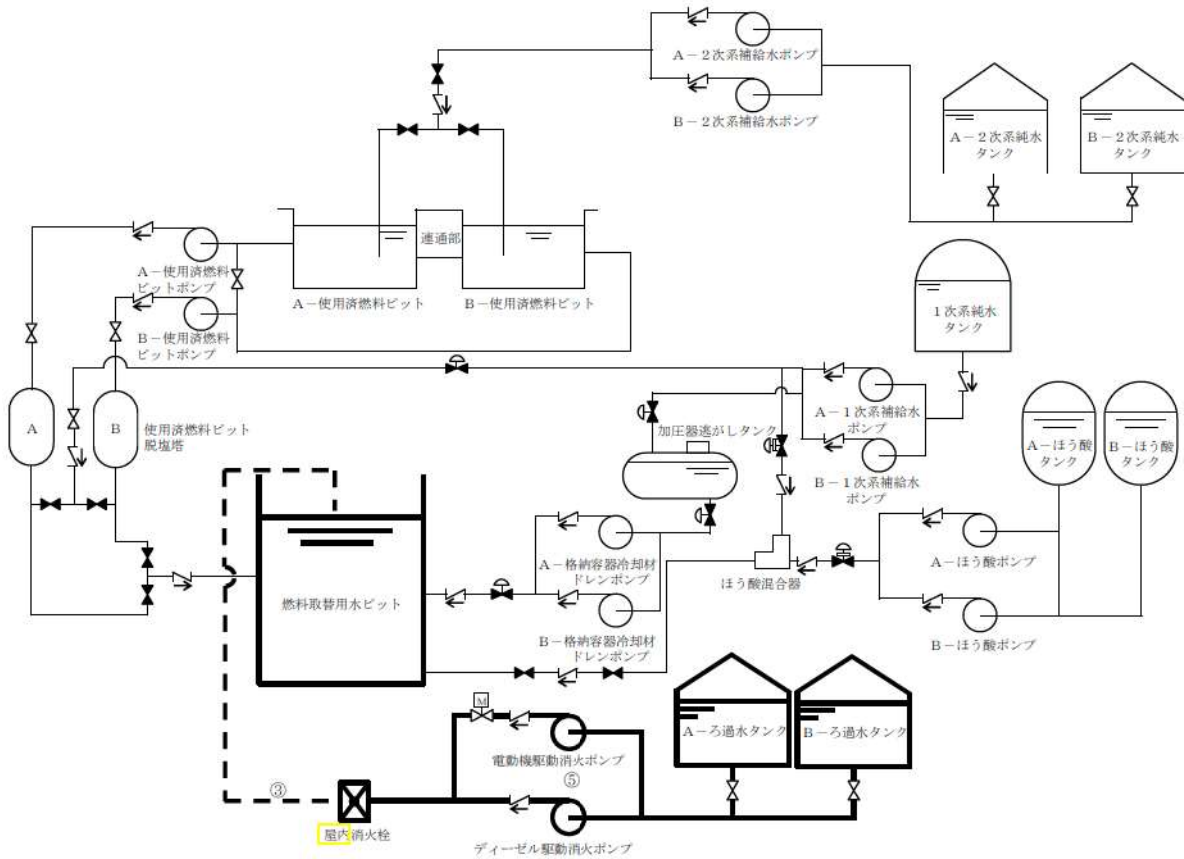 A－2次系補給水ポンプ
B－2次系補給水ポンプ
A－2次系純水
タンク
B－2次系純水
タンク
連通部
A－使用済燃料
ピットポンプ
A－使用済燃料ピット
B－使用済燃料ピット
B－使用済燃料
ピットポンプ
1次系純水
タンク
A
B
使用済燃料ピット
脱塩塔
加圧器逃がしタンク
A－1次系補給水
ポンプ
B－1次系補給水
ポンプ
A－ほう酸
タンク
B－ほう酸
タンク
A－格納容器冷却材
ドレンポンプ
B－格納容器冷却材
ドレンポンプ
ほう酸混合器
A－ほう酸ポンプ
B－ほう酸ポンプ
燃料取替用水ピット
M
電動機駆動消火ポンプ
⑤
③
A－ろ過水タンク
B－ろ過水タンク
屋内消火栓
ディーゼル駆動消火ポンプ